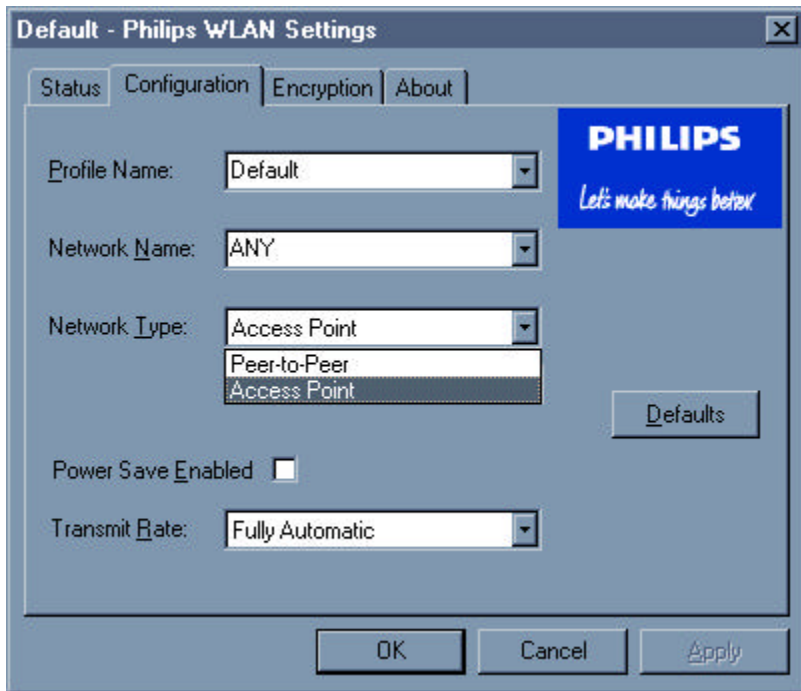 Default - Philips WLAN Settings
Status Configuration Encryption About
PHILIPS
Let's make things better.
Profile Name: Default
Network Name: ANY
Network Type: Access Point
Peer-to-Peer
Access Point
Defaults
Power Save Enabled
Transmit Rate: Fully Automatic
OK Cancel Apply